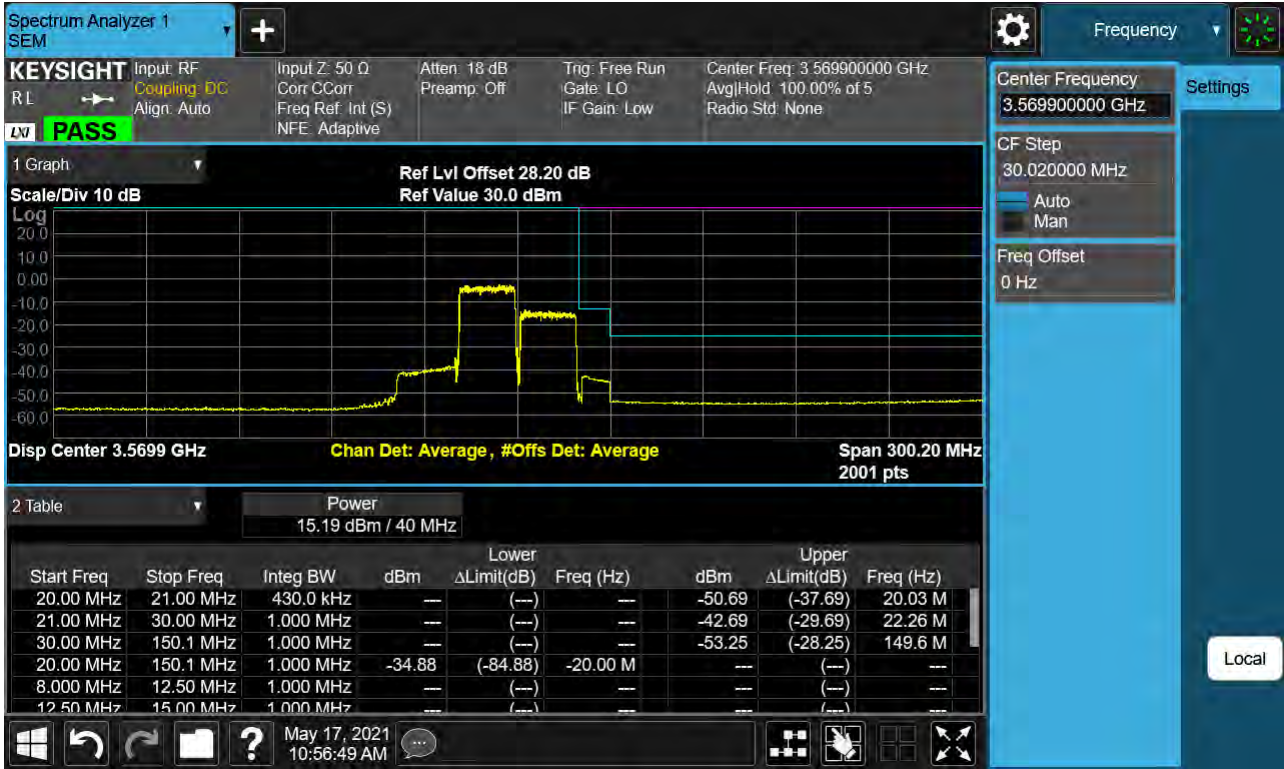 Spectrum Analyzer 1
SEM
Frequency
KEYSIGHT
R L
LXI
PASS
Input: RF
Coupling: DC
Align: Auto
Input Z: 50 Ω
Corr CCorr
Freq Ref: Int (S)
NFE: Adaptive
Atten: 18 dB
Preamp: Off
Trig: Free Run
Gate: LO
IF Gain: Low
Center Freq: 3.569900000 GHz
Avg|Hold: 100.00% of 5
Radio Std: None
Center Frequency
3.569900000 GHz
Settings
CF Step
30.020000 MHz
Auto
Man
Freq Offset
0 Hz
Local
1 Graph
Scale/Div 10 dB
Ref Lvl Offset 28.20 dB
Ref Value 30.0 dBm
Log
20.0
10.0
0.00
-10.0
-20.0
-30.0
-40.0
-50.0
-60.0
Disp Center 3.5699 GHz
Chan Det: Average , #Offs Det: Average
Span 300.20 MHz
2001 pts
2 Table
Power
15.19 dBm / 40 MHz
Lower Upper
Start Freq Stop Freq Integ BW dBm ΔLimit(dB) Freq (Hz) dBm ΔLimit(dB) Freq (Hz)
20.00 MHz 21.00 MHz 430.0 kHz --- (---) --- -50.69 (-37.69) 20.03 M
21.00 MHz 30.00 MHz 1.000 MHz --- (---) --- -42.69 (-29.69) 22.26 M
30.00 MHz 150.1 MHz 1.000 MHz --- (---) --- -53.25 (-28.25) 149.6 M
20.00 MHz 150.1 MHz 1.000 MHz -34.88 (-84.88) -20.00 M --- (---) ---
8.000 MHz 12.50 MHz 1.000 MHz --- (---) --- --- (---) ---
12.50 MHz 15.00 MHz 1.000 MHz --- (---) --- --- (---) ---
?
May 17, 2021
10:56:49 AM